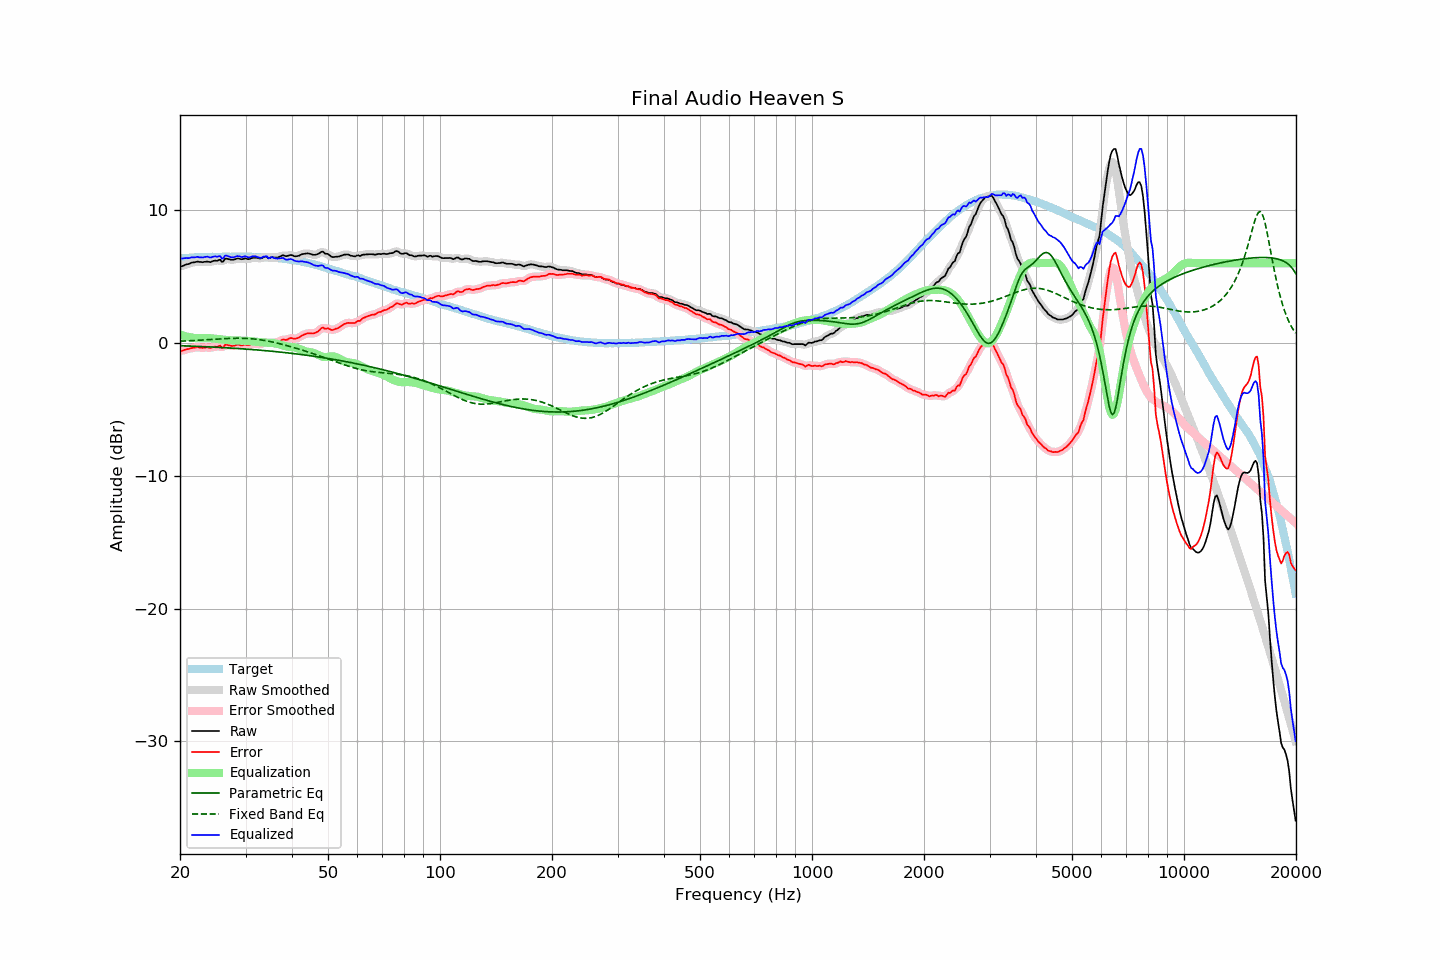 Final Audio Heaven S
Amplitude (dBr)
10
0
−10
−20
−30
Target
Raw Smoothed
Error Smoothed
Raw
Error
Equalization
Parametric Eq
Fixed Band Eq
Equalized
20 50 100 200 500 1000 2000 5000 10000 20000
Frequency (Hz)